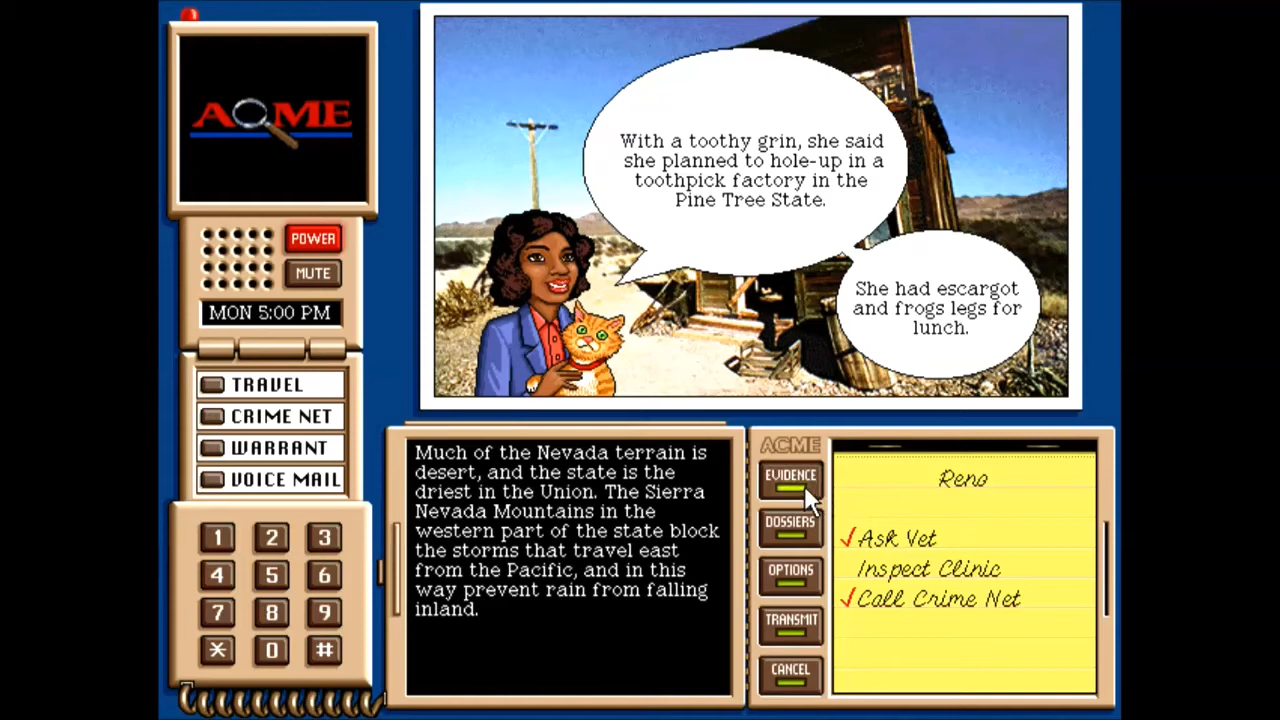 ACME
POWER
MUTE
MON 5:00 PM
TRAVEL
CRIME NET
WARRANT
VOICE MAIL
1 2 3
4 5 6
7 8 9
* 0 #
With a toothy grin, she said
she planned to hole-up in a
toothpick factory in the
Pine Tree State.
She had escargot
and frogs legs for
lunch.
Much of the Nevada terrain is
desert, and the state is the
driest in the Union. The Sierra
Nevada Mountains in the
western part of the state block
the storms that travel east
from the Pacific, and in this
way prevent rain from falling
inland.
ACME
EVIDENCE
DOSSIERS
OPTIONS
TRANSMIT
CANCEL
Reno
√Ask Vet
Inspect Clinic
√Call Crime Net